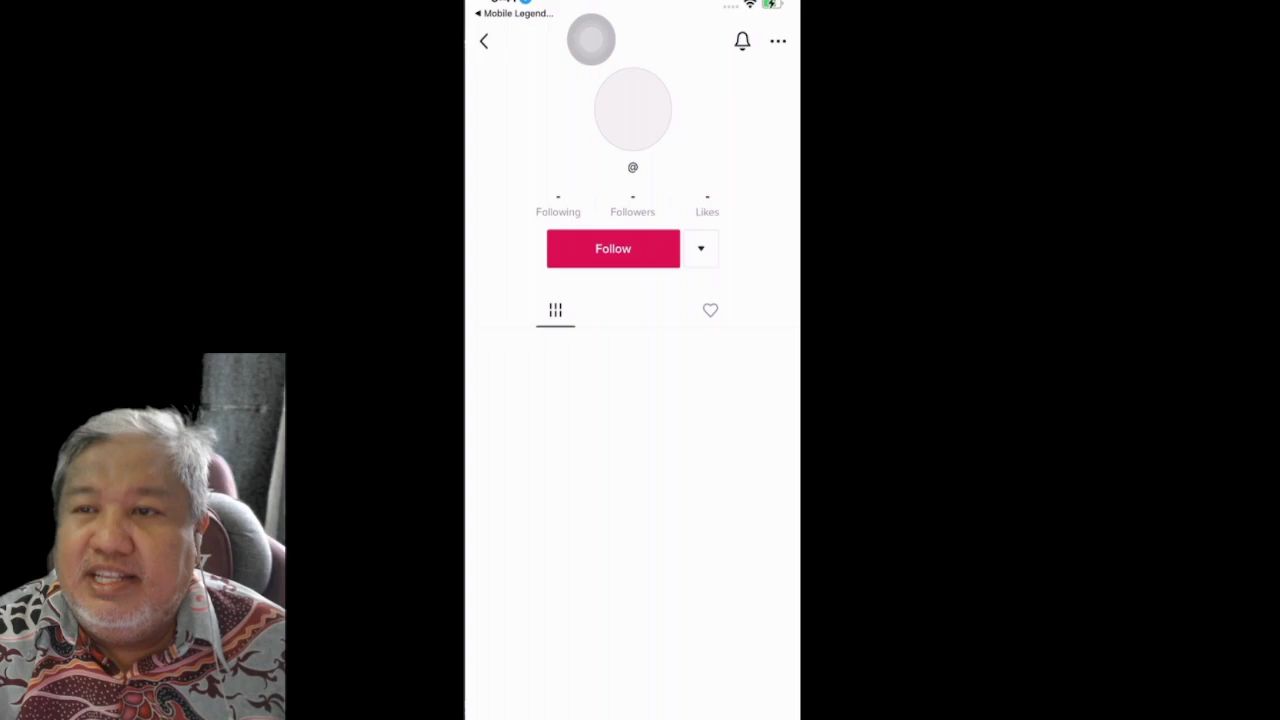 ◀ Mobile Legend...
@
- - -
Following Followers Likes
Follow